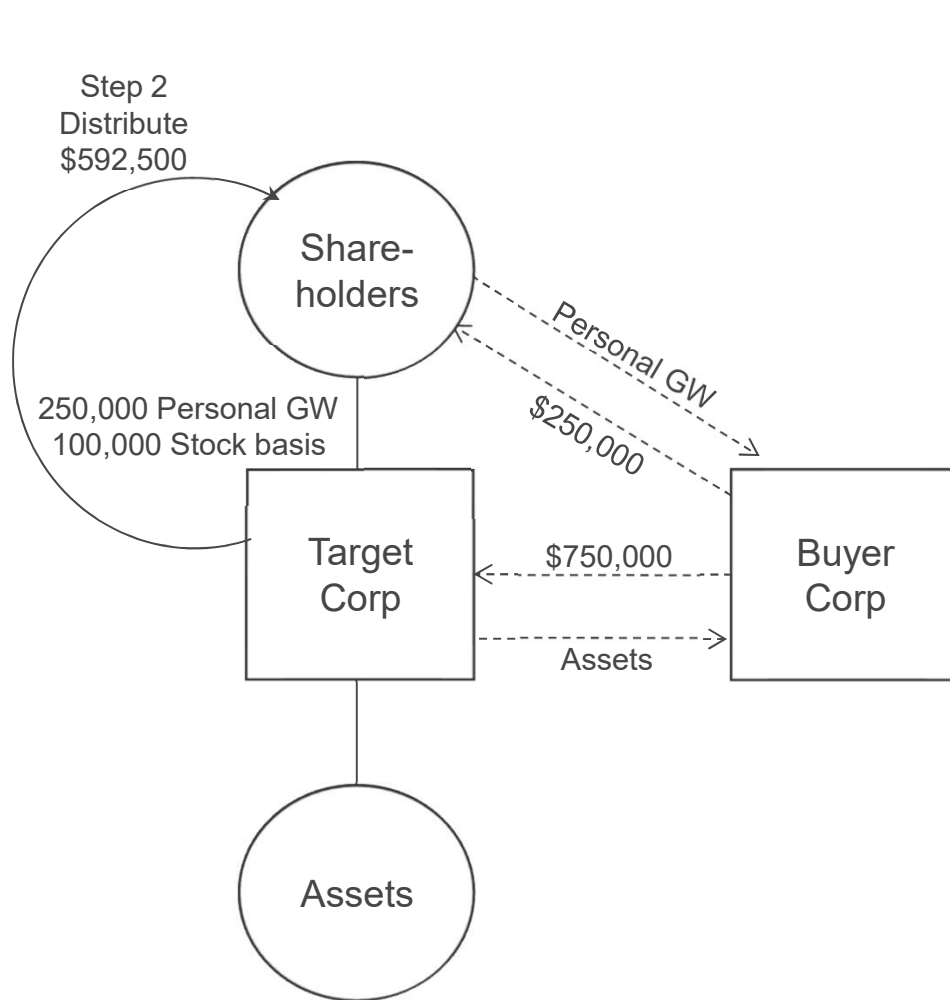 Step 2
Distribute
$592,500
Share-
holders
Personal GW
$250,000
250,000 Personal GW
100,000 Stock basis
Target
Corp
$750,000
Assets
Buyer
Corp
Assets